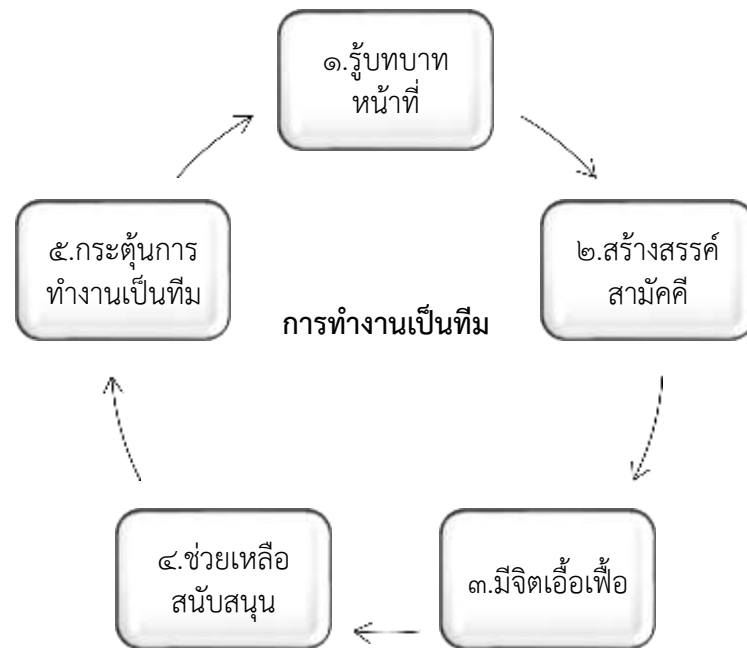 ๑.รู้บทบาท
หน้าที่
๒.สร้างสรรค์
สามัคคี
๓.มีจิตเอื้อเฟื้อ
๔.ช่วยเหลือ
สนับสนุน
๕.กระตุ้นการ
ทำงานเป็นทีม
การทำงานเป็นทีม